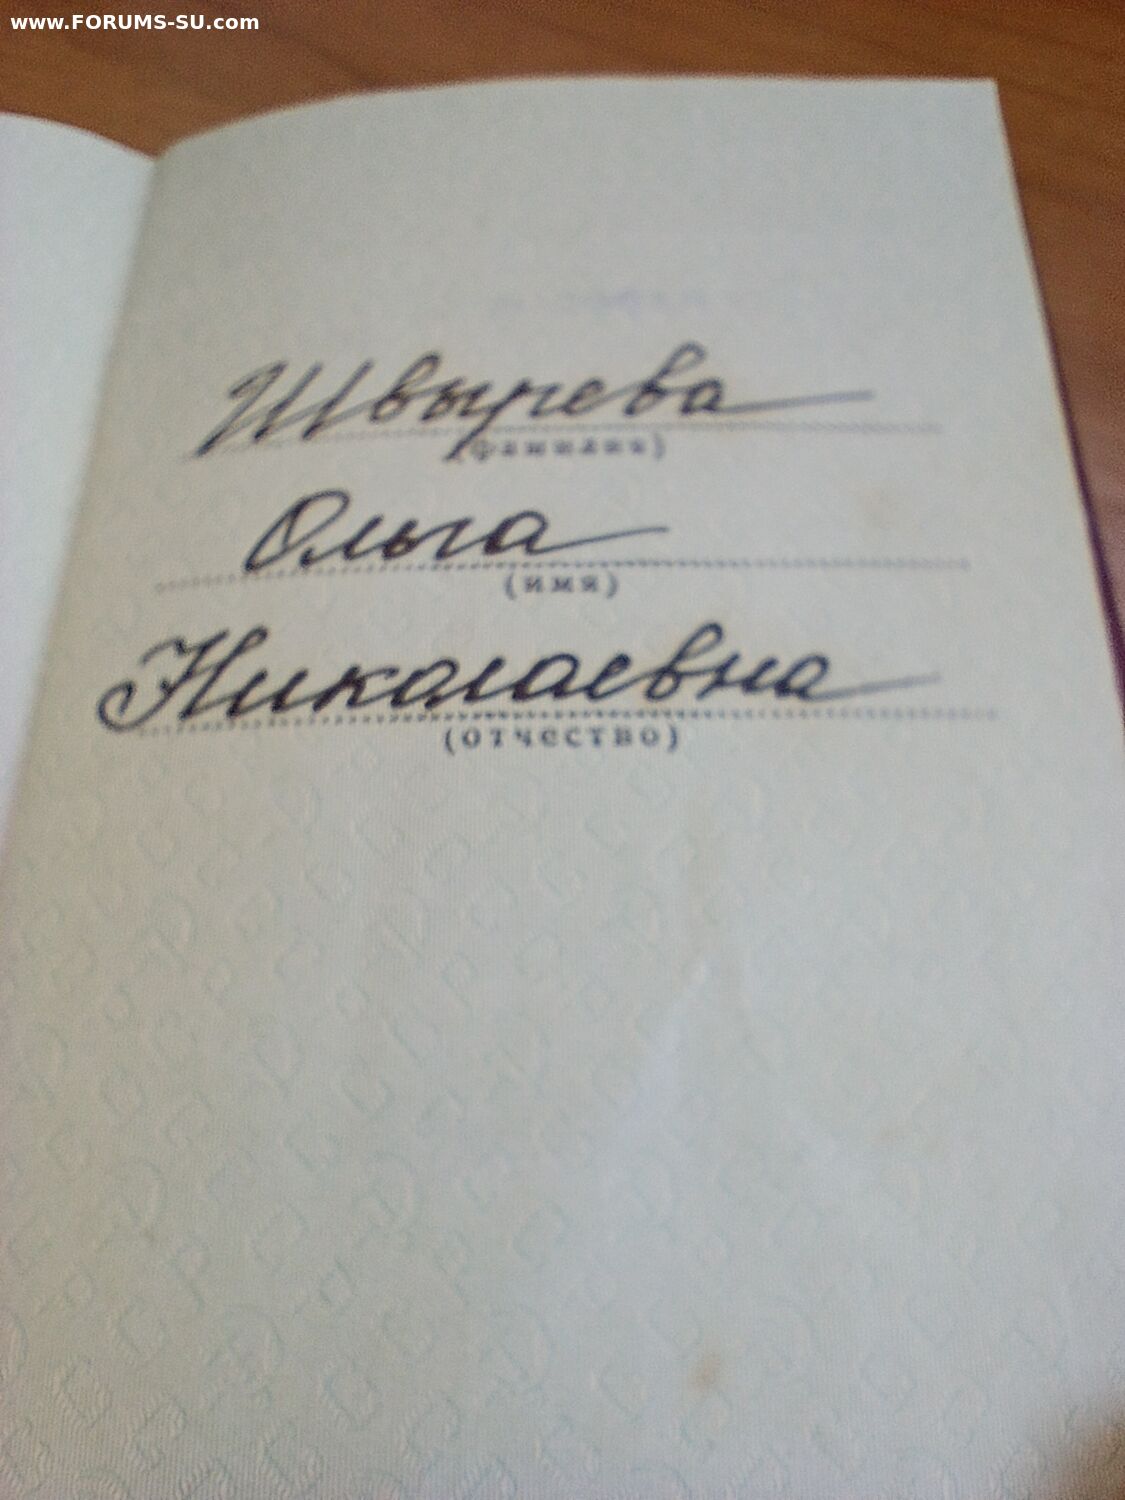 www.FORUMS-SU.com
Швырева
(фамилия)
Ольга
(имя)
Николаевна
(отчество)